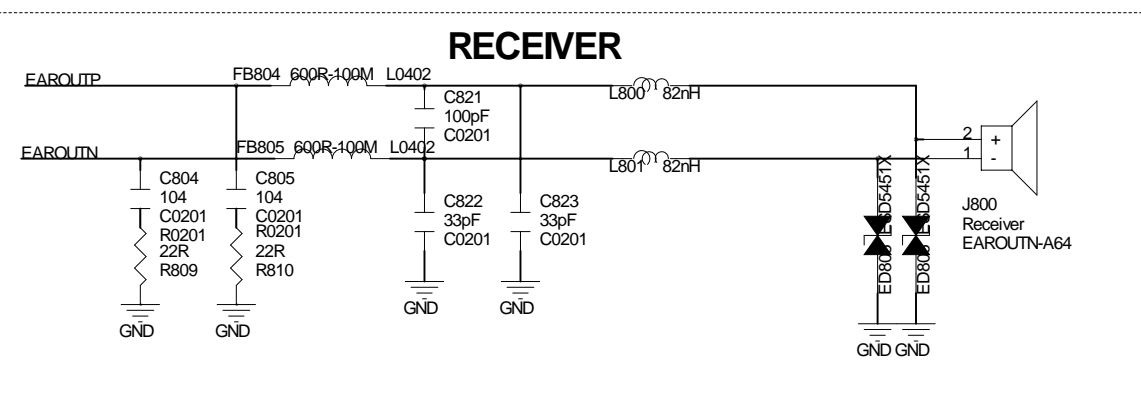 RECEIVER
EAROUTP
FB804 600R-100M L0402
C821
100pF
C0201
L800 82nH
EAROUTN
FB805 600R-100M L0402
L801 82nH
2
+
1
-
C804
104
C0201
R0201
22R
R809
C805
104
C0201
R0201
22R
R810
C822
33pF
C0201
C823
33pF
C0201
ESD5451X
J800
Receiver
EAROUTN-A64
GND
GND
GND
GND
GND
GND